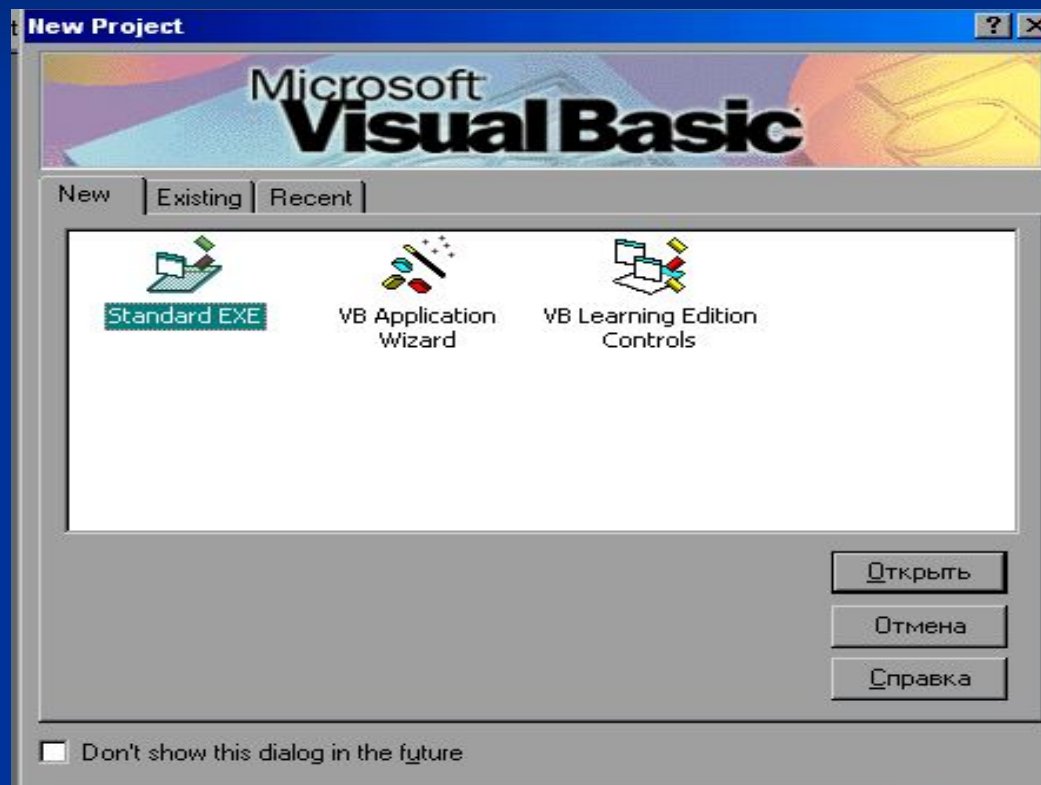 New Project
Microsoft
Visual Basic
New Existing Recent
Standard EXE
VB Application
Wizard
VB Learning Edition
Controls
Открыть
Отмена
Справка
Don't show this dialog in the future